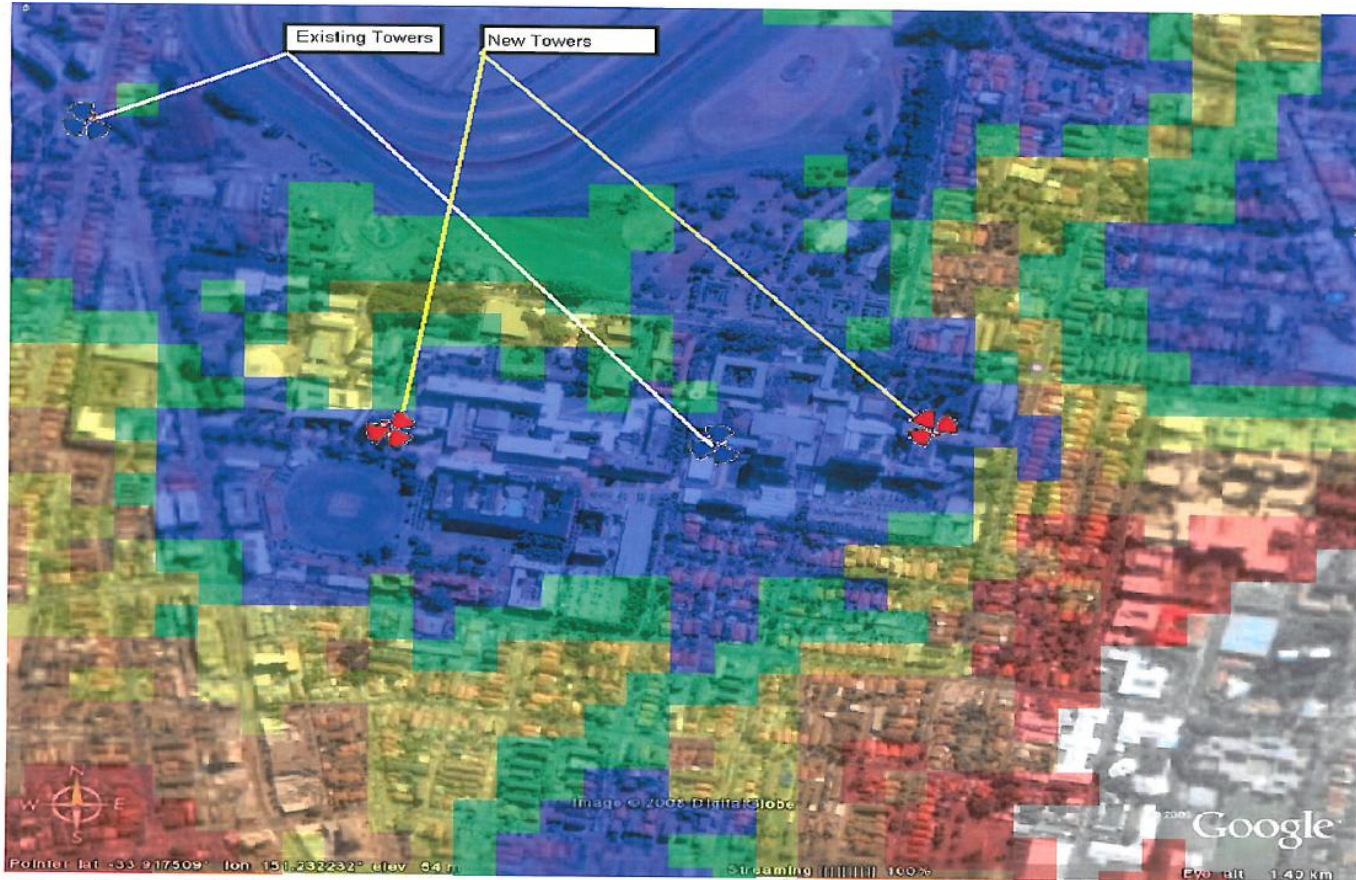 Existing Towers
New Towers
N
W E
S
Image © 2008 DigitalGlobe
Google
Pointer lat -33.917509° lon 151.232232° elev 54 m
Streaming ||||||||| 100%
Eye alt 1.40 km